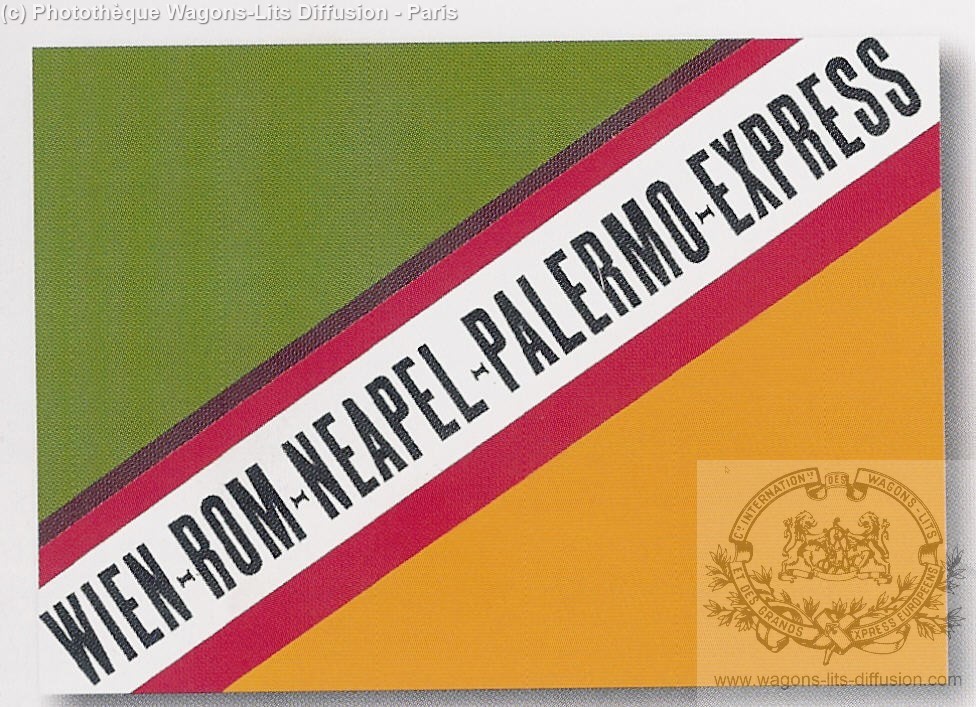 (c) Photothèque Wagons-Lits Diffusion - Paris
WIEN-ROM-NEAPEL-PALERMO-EXPRESS
Cie INTERNATIONLE DES WAGONS-LITS
ET DES GRANDS EXPRESS EUROPÉENS
www.wagons-lits-diffusion.com